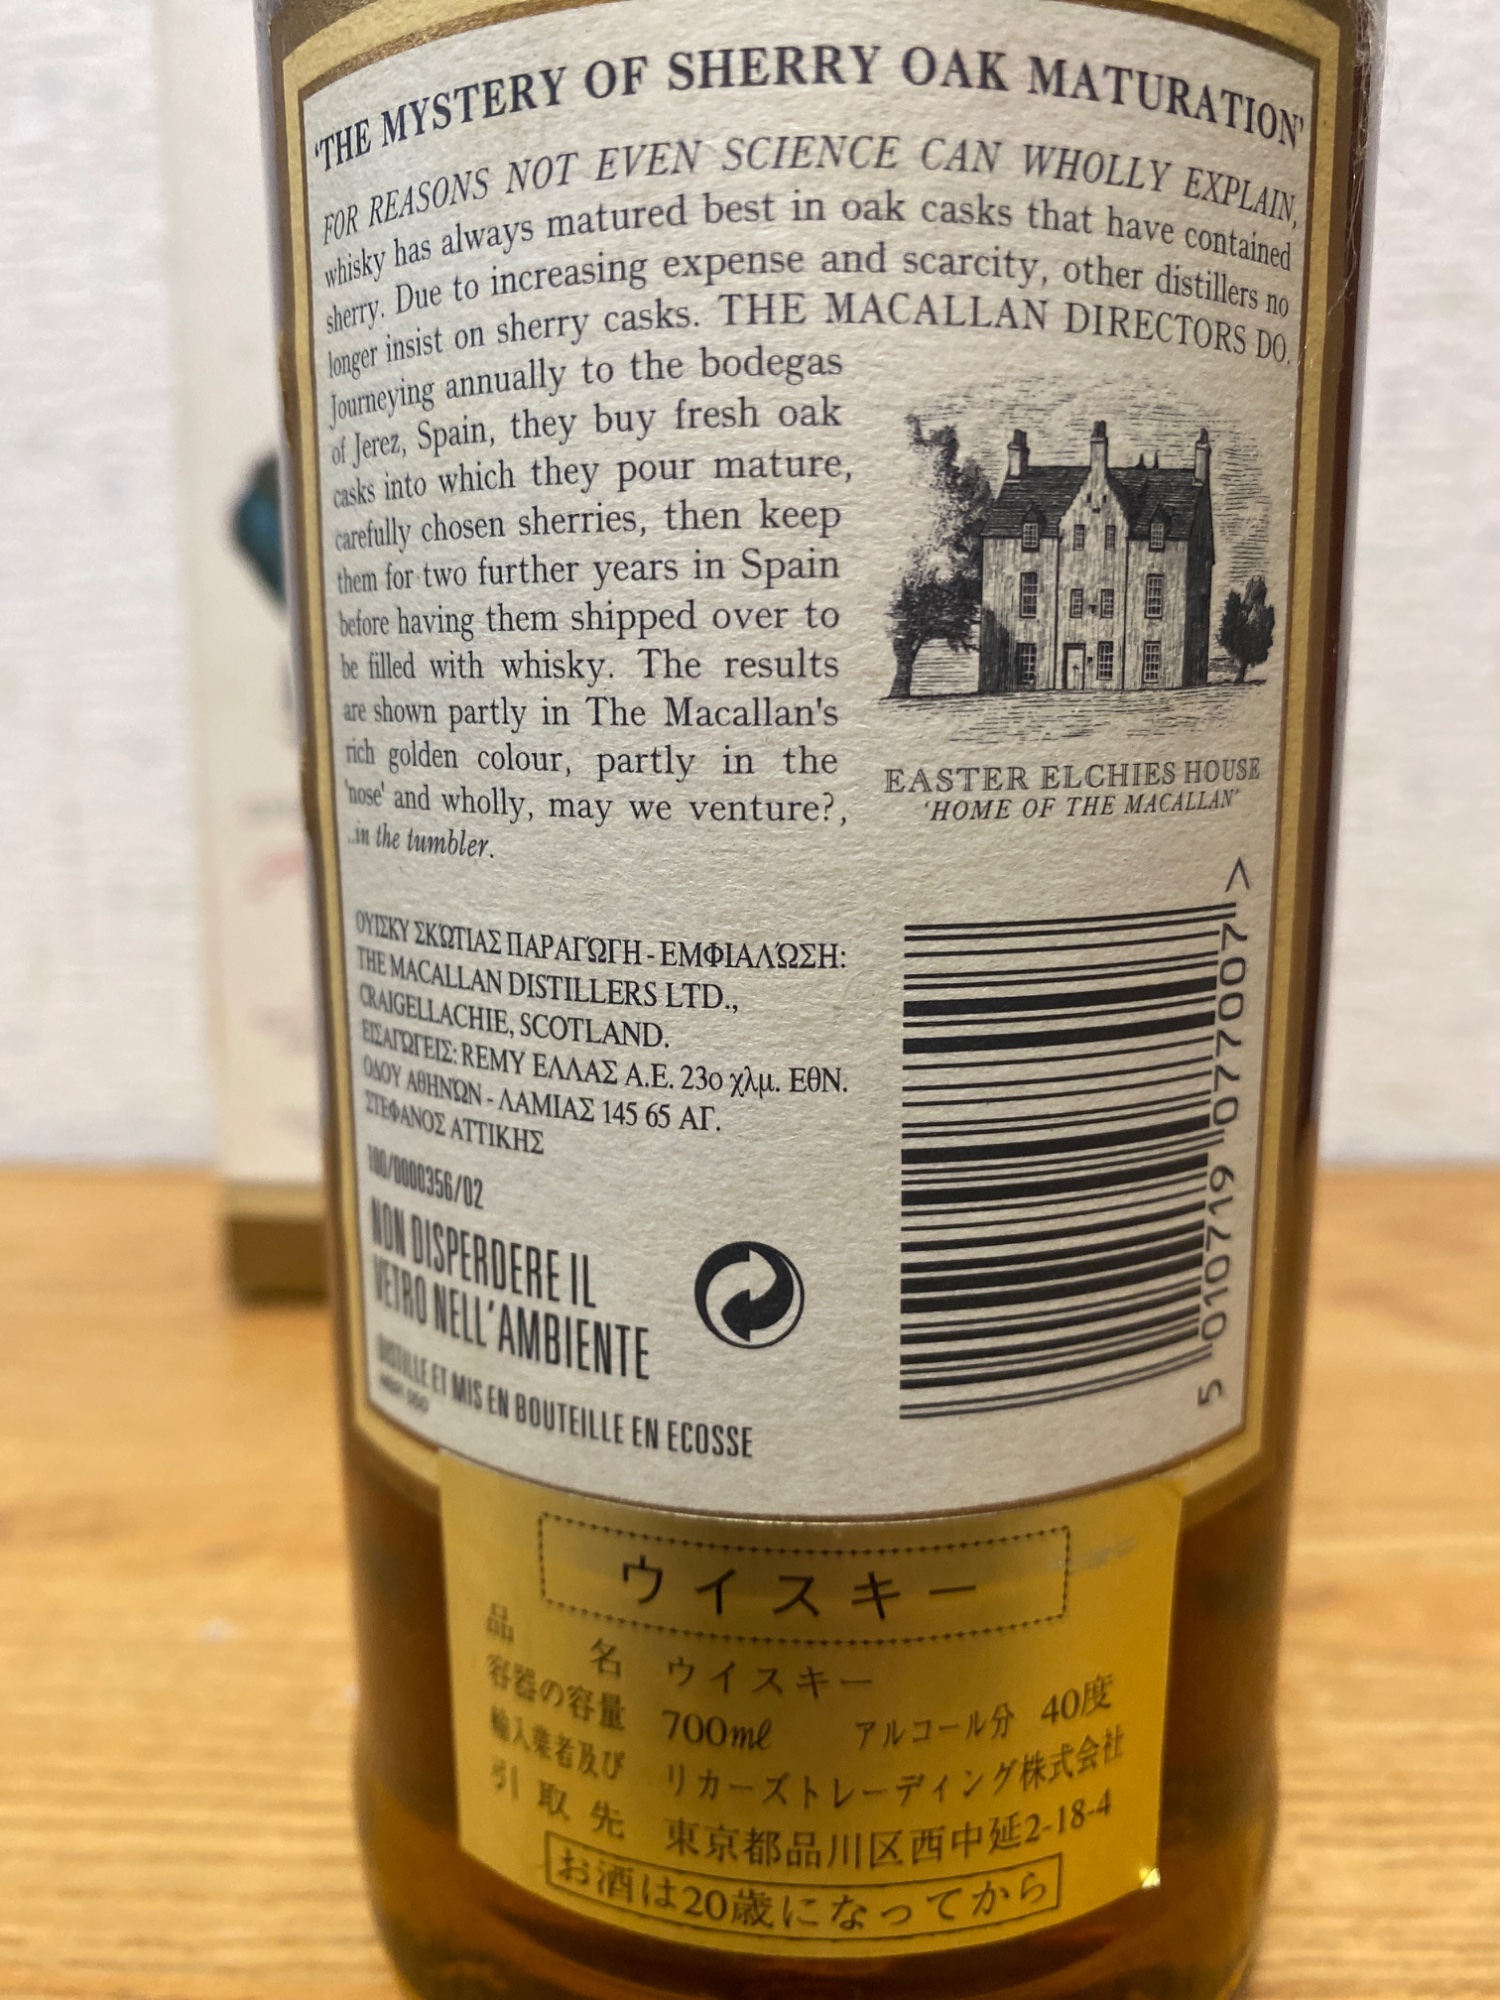 'THE MYSTERY OF SHERRY OAK MATURATION'
FOR REASONS NOT EVEN SCIENCE CAN WHOLLY EXPLAIN,
whisky has always matured best in oak casks that have contained
sherry. Due to increasing expense and scarcity, other distillers no
longer insist on sherry casks. THE MACALLAN DIRECTORS DO.
Journeying annually to the bodegas
of Jerez, Spain, they buy fresh oak
casks into which they pour mature,
carefully chosen sherries, then keep
them for two further years in Spain
before having them shipped over to
be filled with whisky. The results
are shown partly in The Macallan's
rich golden colour, partly in the
'nose' and wholly, may we venture?,
...in the tumbler.
EASTER ELCHIES HOUSE
'HOME OF THE MACALLAN'
ΟΥΙΣΚΥ ΣΚΩΤΙΑΣ ΠΑΡΑΓΩΓΗ - ΕΜΦΙΑΛΩΣΗ:
THE MACALLAN DISTILLERS LTD.,
CRAIGELLACHIE, SCOTLAND.
ΕΙΣΑΓΩΓΕΙΣ: REMY ΕΛΛΑΣ Α.Ε. 23ο χλμ. ΕΘΝ.
ΟΔΟΥ ΑΘΗΝΩΝ - ΛΑΜΙΑΣ 145 65 ΑΓ.
ΣΤΕΦΑΝΟΣ ΑΤΤΙΚΗΣ
100/0000356/02
NON DISPERDERE IL
VETRO NELL'AMBIENTE
DISTILLE ET MIS EN BOUTEILLE EN ECOSSE
5 010719 077007 >
ウイスキー
品名 ウイスキー
容器の容量 700mℓ アルコール分 40度
輸入業者及び リカーズトレーディング株式会社
引取先 東京都品川区西中延2-18-4
お酒は20歳になってから